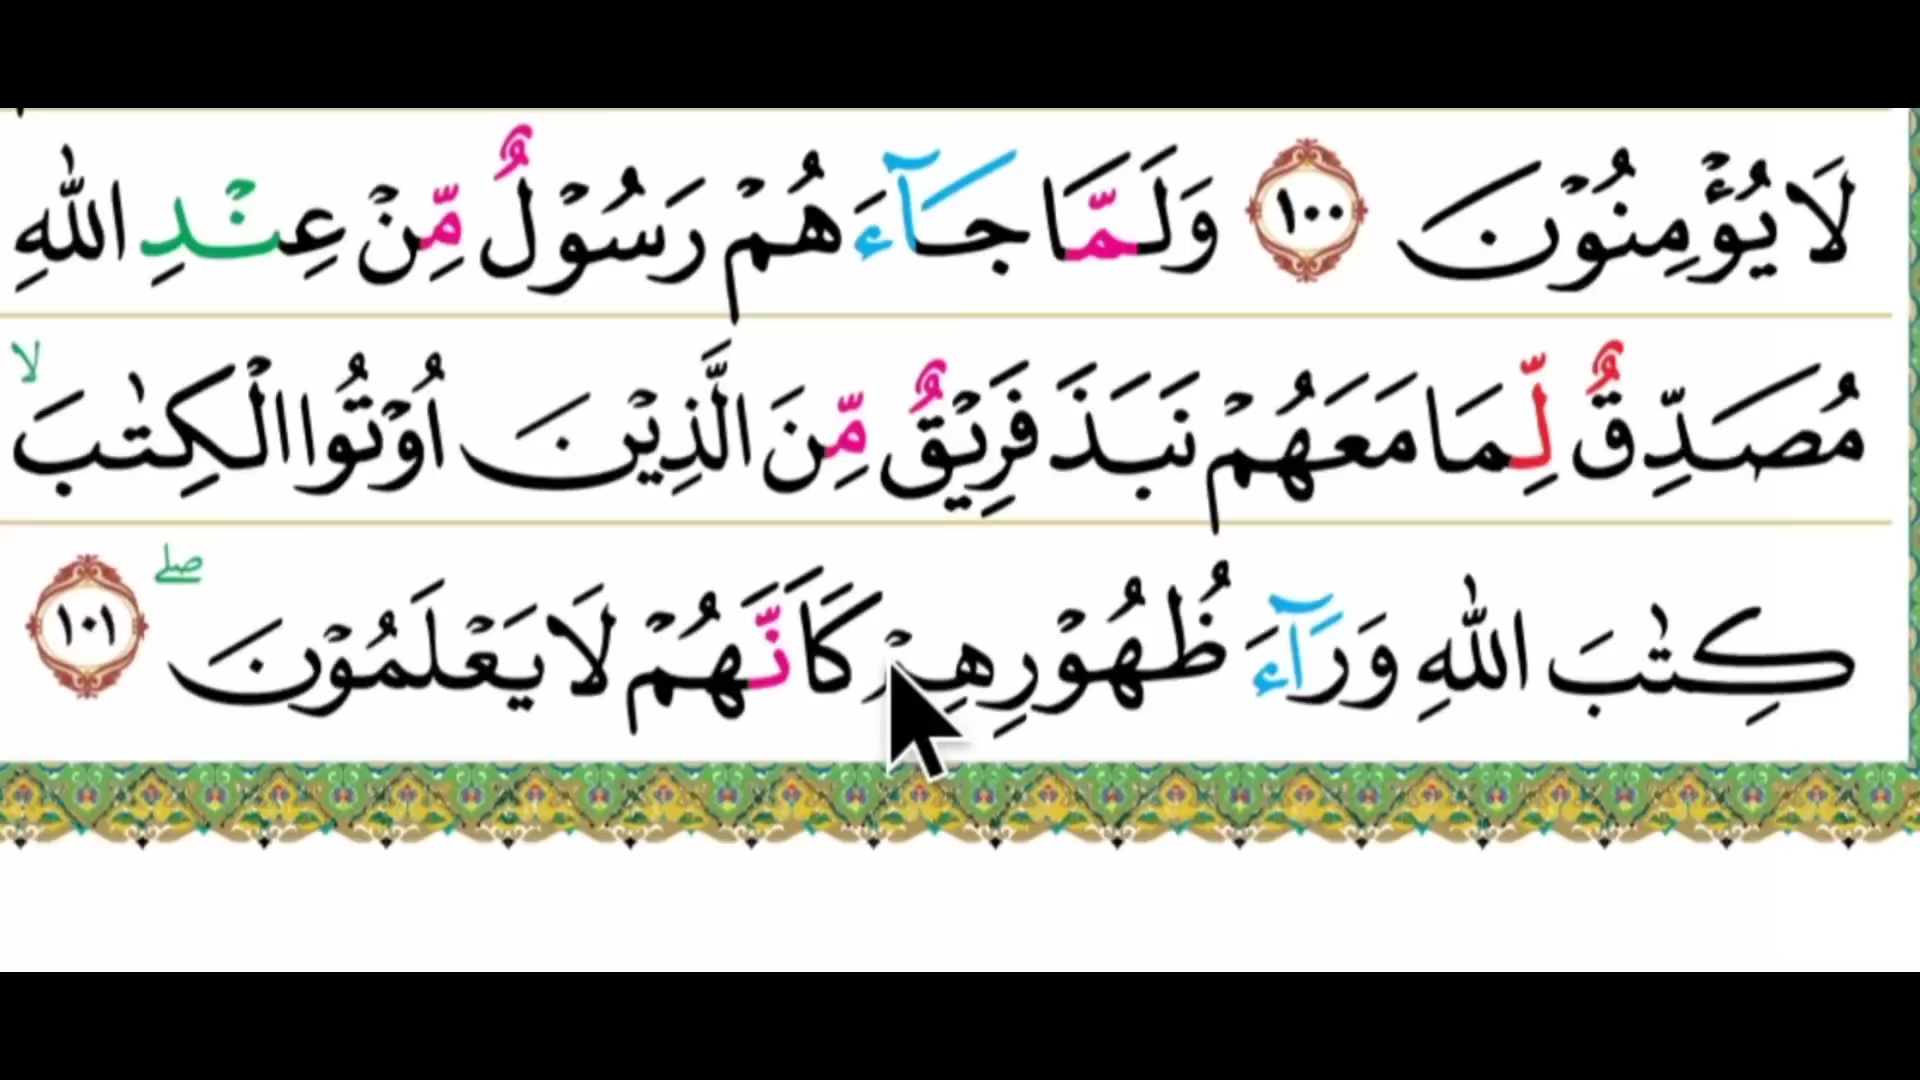 لَا يُؤْمِنُوْنَ ۝١٠٠ وَلَمَّا جَآءَهُمْ رَسُوْلٌ مِّنْ عِنْدِ اللّٰهِ
مُصَدِّقٌ لِّمَا مَعَهُمْ نَبَذَ فَرِيْقٌ مِّنَ الَّذِيْنَ اُوْتُوا الْكِتٰبَ ۙ
كِتٰبَ اللّٰهِ وَرَآءَ ظُهُوْرِهِمْ كَاَنَّهُمْ لَا يَعْلَمُوْنَ ۖ ۝١٠١